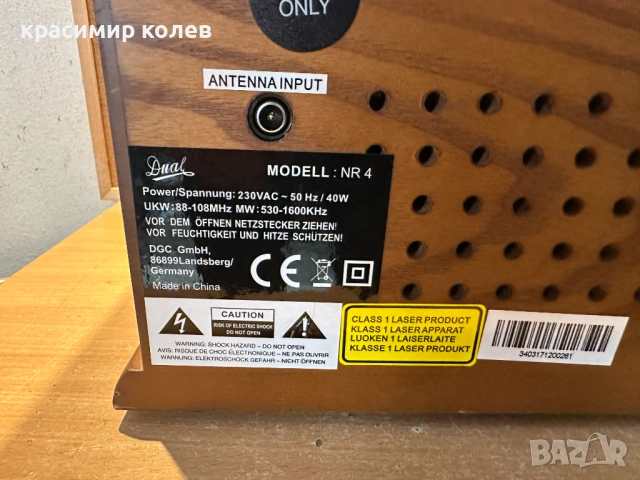 красимир колев
ONLY
ANTENNA INPUT
Dual
MODELL : NR 4
Power/Spannung: 230VAC ~ 50 Hz / 40W
UKW: 88-108MHz MW: 530-1600KHz
VOR DEM ÖFFNEN NETZSTECKER ZIEHEN!
VOR FEUCHTIGKEIT UND HITZE SCHÜTZEN!
DGC GmbH,
86899Landsberg/
Germany
Made in China
CE
CAUTION
RISK OF ELECTRIC SHOCK
DO NOT OPEN
WARNING: SHOCK HAZARD – DO NOT OPEN
AVIS: RISQUE DE CHOC ÉLECTRONIQUE – NE PAS OUVRIR
WARNUNG: ELEKTROSCHOCK GEFAHR – NICHT ÖFFNEN
CLASS 1 LASER PRODUCT
KLASS 1 LASER APPARAT
LUOKEN 1 LAISERLAITE
KLASSE 1 LASER PRODUKT
3403171200261
BAZAR.bg